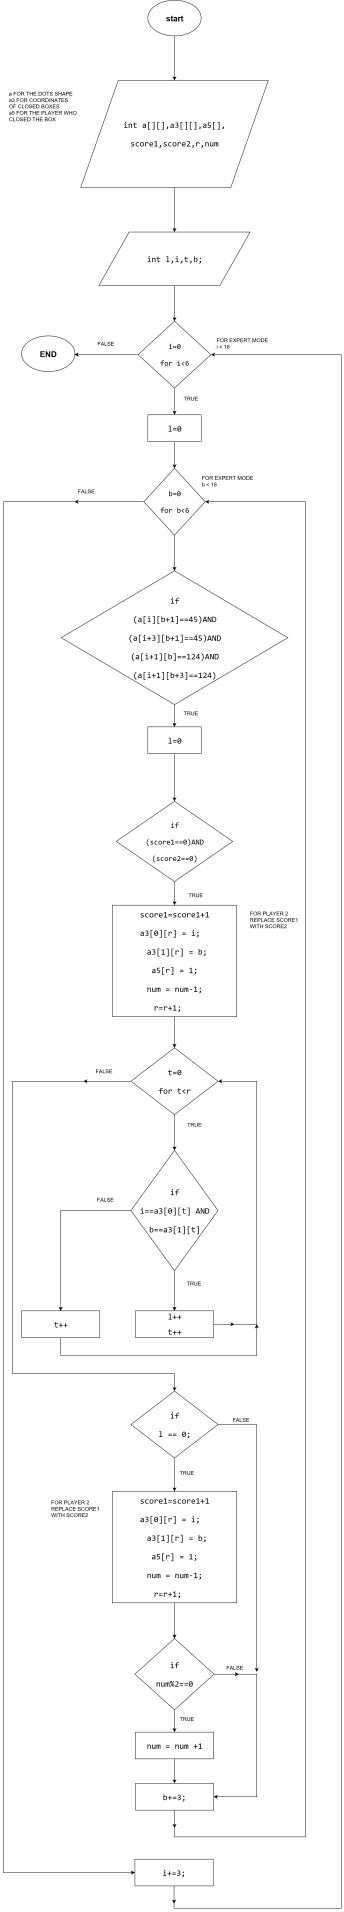 start
a FOR THE DOTS SHAPE
a3 FOR COORDINATES
OF CLOSED BOXES
a5 FOR THE PLAYER WHO
CLOSED THE BOX
int a[][],a3[][],a5[],
score1,score2,r,num
int l,i,t,b;
FOR EXPERT MODE
i < 16
i=0
for i<6
FALSE
END
TRUE
l=0
FOR EXPERT MODE
b < 16
b=0
for b<6
FALSE
if
(a[i][b+1]==45)AND
(a[i+3][b+1]==45)AND
(a[i+1][b]==124)AND
(a[i+1][b+3]==124)
TRUE
l=0
if
(score1==0)AND
(score2==0)
TRUE
score1=score1+1
a3[0][r] = i;
a3[1][r] = b;
a5[r] = 1;
num = num-1;
r=r+1;
FOR PLAYER 2
REPLACE SCORE1
WITH SCORE2
t=0
for t<r
FALSE
TRUE
if
i==a3[0][t] AND
b==a3[1][t]
FALSE
TRUE
t++
l++
t++
if
l == 0;
FALSE
TRUE
FOR PLAYER 2
REPLACE SCORE1
WITH SCORE2
score1=score1+1
a3[0][r] = i;
a3[1][r] = b;
a5[r] = 1;
num = num-1;
r=r+1;
if
num%2==0
FALSE
TRUE
num = num +1
b+=3;
i+=3;